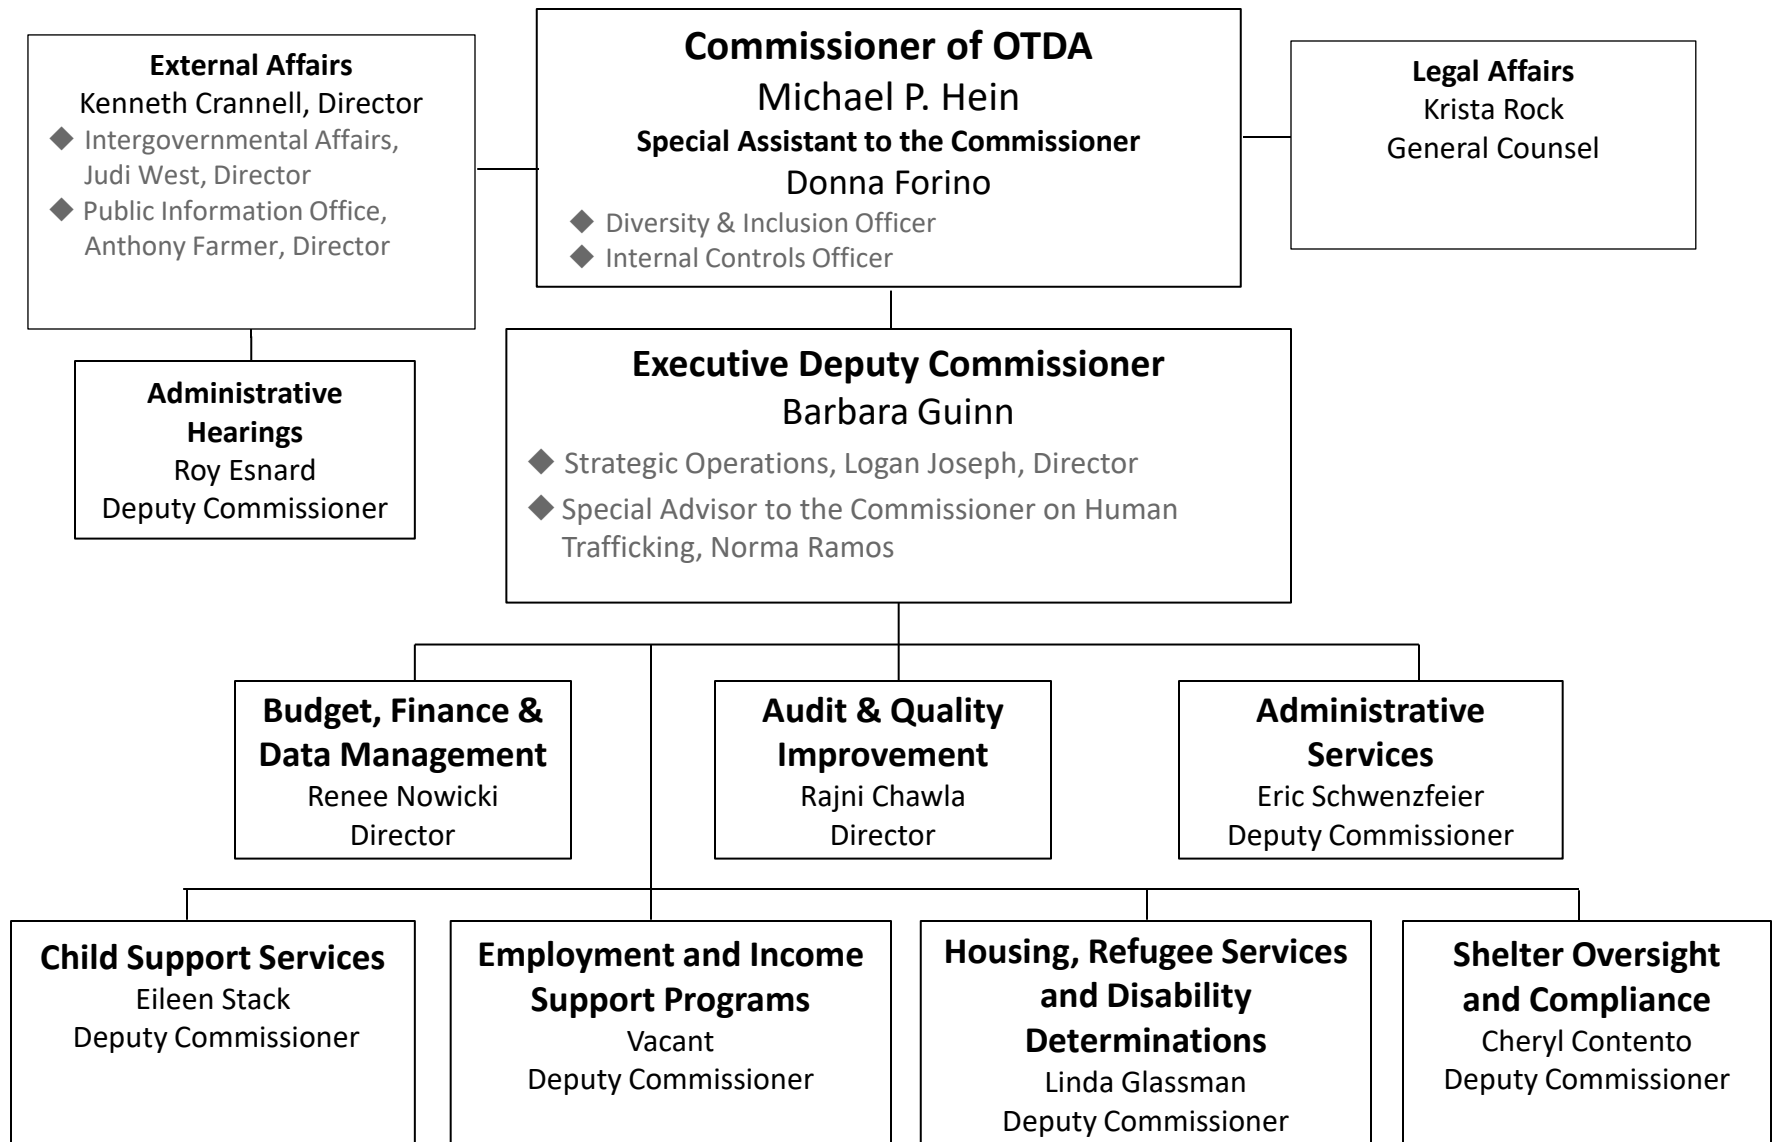 External Affairs
Kenneth Crannell, Director
◆ Intergovernmental Affairs,
Judi West, Director
◆ Public Information Office,
Anthony Farmer, Director
Commissioner of OTDA
Michael P. Hein
Special Assistant to the Commissioner
Donna Forino
◆ Diversity & Inclusion Officer
◆ Internal Controls Officer
Legal Affairs
Krista Rock
General Counsel
Administrative
Hearings
Roy Esnard
Deputy Commissioner
Executive Deputy Commissioner
Barbara Guinn
◆ Strategic Operations, Logan Joseph, Director
◆ Special Advisor to the Commissioner on Human
Trafficking, Norma Ramos
Budget, Finance &
Data Management
Renee Nowicki
Director
Audit & Quality
Improvement
Rajni Chawla
Director
Administrative
Services
Eric Schwenzfeier
Deputy Commissioner
Child Support Services
Eileen Stack
Deputy Commissioner
Employment and Income
Support Programs
Vacant
Deputy Commissioner
Housing, Refugee Services
and Disability
Determinations
Linda Glassman
Deputy Commissioner
Shelter Oversight
and Compliance
Cheryl Contento
Deputy Commissioner